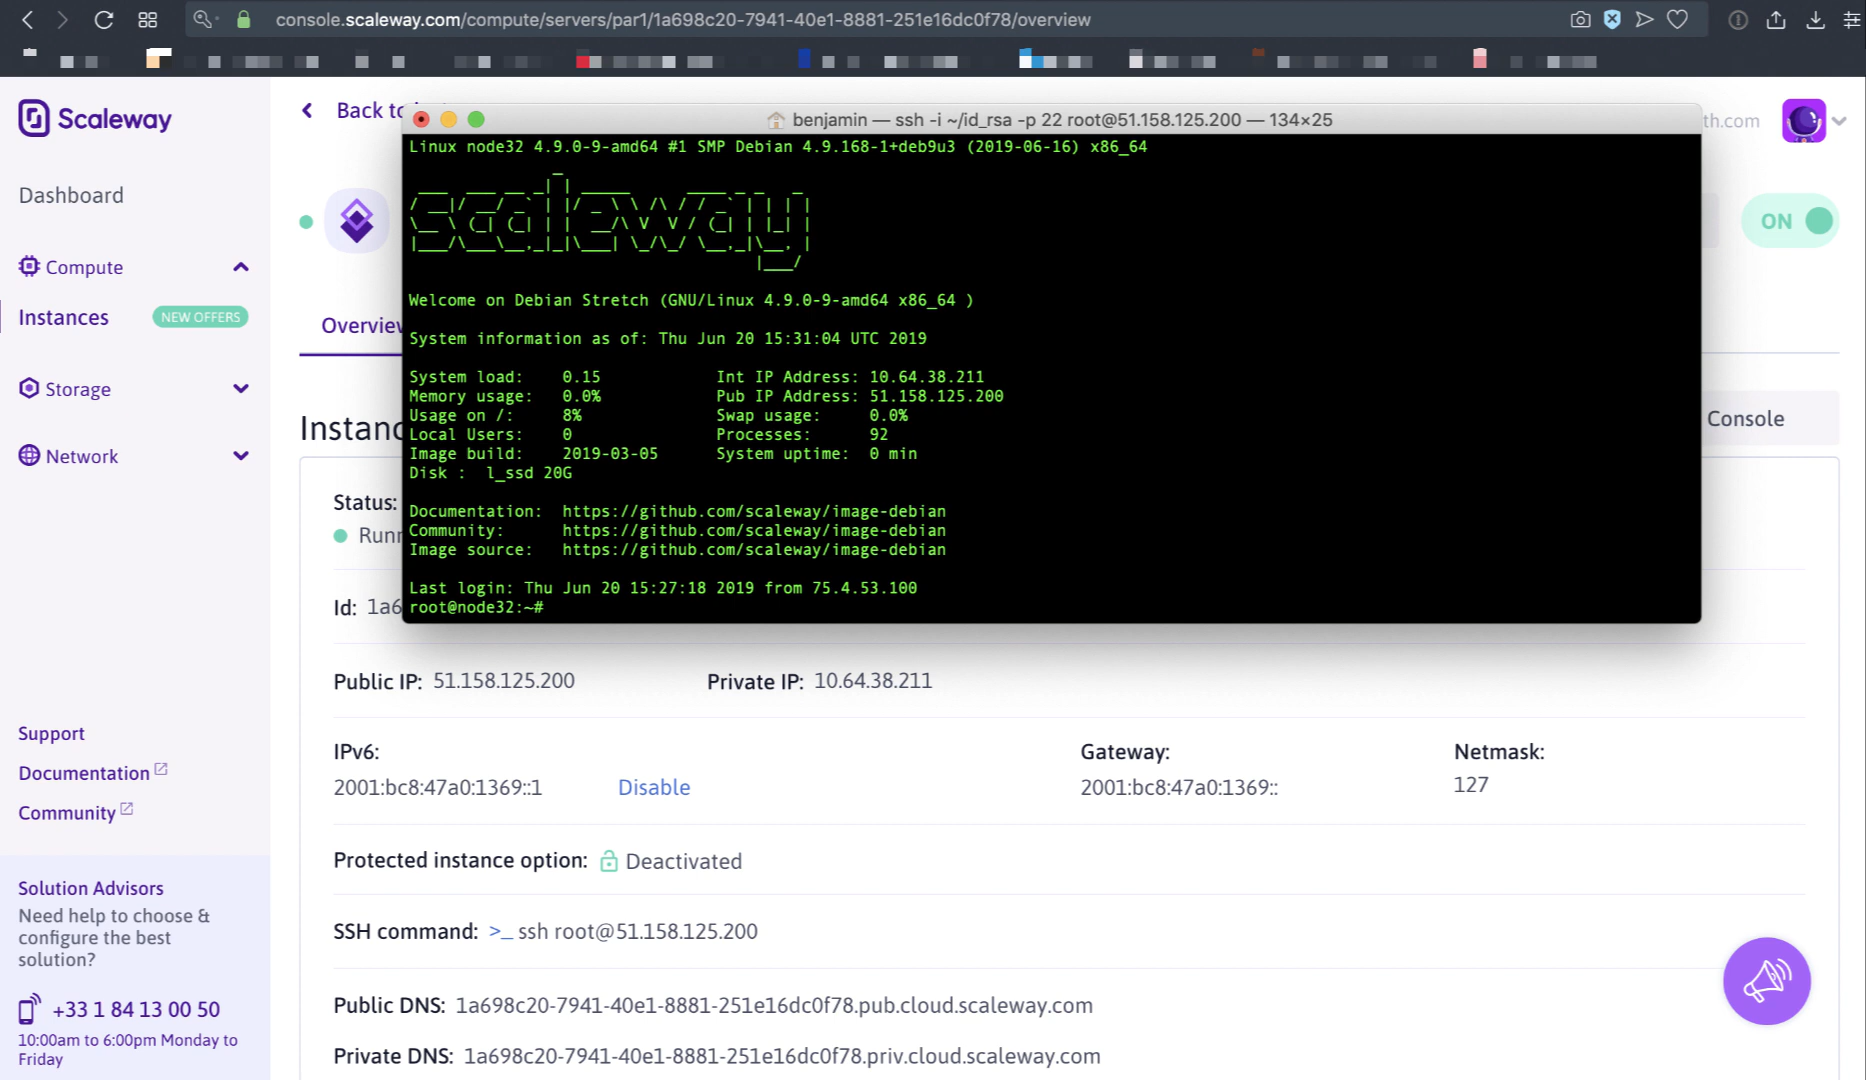 console.scaleway.com/compute/servers/par1/1a698c20-7941-40e1-8881-251e16dc0f78/overview
Scaleway
Dashboard
Compute
Instances NEW OFFERS
Storage
Network
Support
Documentation
Community
Solution Advisors
Need help to choose &
configure the best
solution?
+33 1 84 13 00 50
10:00am to 6:00pm Monday to
Friday
Back to
th.com
ON
Overview
benjamin — ssh -i ~/id_rsa -p 22 root@51.158.125.200 — 134×25
Linux node32 4.9.0-9-amd64 #1 SMP Debian 4.9.168-1+deb9u3 (2019-06-16) x86_64
scaleway
Welcome on Debian Stretch (GNU/Linux 4.9.0-9-amd64 x86_64 )
System information as of: Thu Jun 20 15:31:04 UTC 2019
System load: 0.15 Int IP Address: 10.64.38.211
Memory usage: 0.0% Pub IP Address: 51.158.125.200
Usage on /: 8% Swap usage: 0.0%
Local Users: 0 Processes: 92
Image build: 2019-03-05 System uptime: 0 min
Disk : l_ssd 20G
Documentation: https://github.com/scaleway/image-debian
Community: https://github.com/scaleway/image-debian
Image source: https://github.com/scaleway/image-debian
Last login: Thu Jun 20 15:27:18 2019 from 75.4.53.100
root@node32:~#
Instanc
Console
Status:
Runn
Id: 1a6
Public IP: 51.158.125.200 Private IP: 10.64.38.211
IPv6: Gateway: Netmask:
2001:bc8:47a0:1369::1 Disable 2001:bc8:47a0:1369:: 127
Protected instance option: Deactivated
SSH command: >_ ssh root@51.158.125.200
Public DNS: 1a698c20-7941-40e1-8881-251e16dc0f78.pub.cloud.scaleway.com
Private DNS: 1a698c20-7941-40e1-8881-251e16dc0f78.priv.cloud.scaleway.com